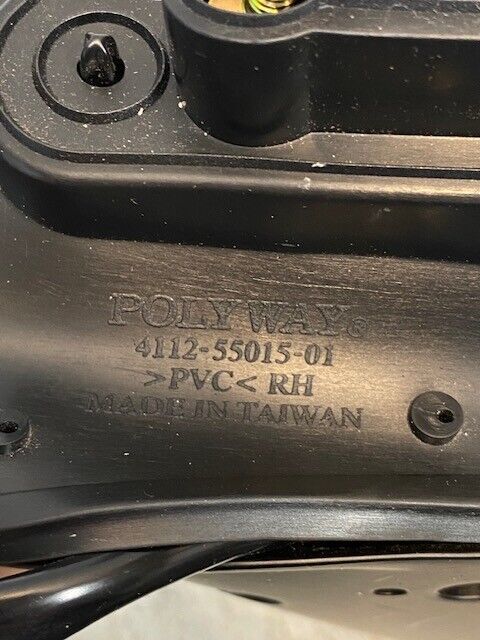 POLYWAY®
4112-55015-01
>PVC< RH
MADE IN TAIWAN